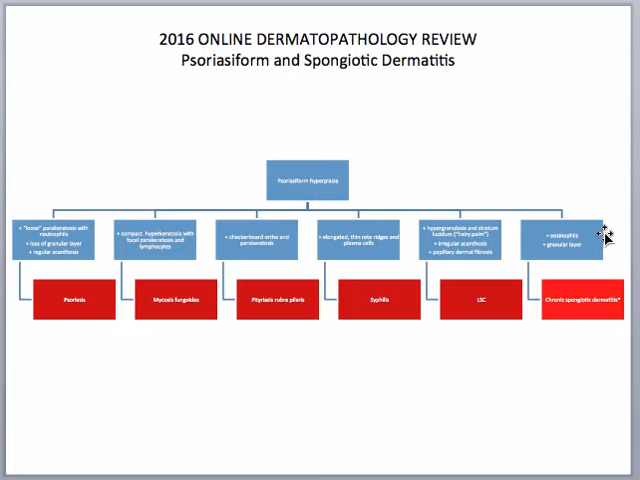 2016 ONLINE DERMATOPATHOLOGY REVIEW
Psoriasiform and Spongiotic Dermatitis
Psoriasiform hyperplasia
+ "loose" parakeratosis with
neutrophils
+ loss of granular layer
+ regular acanthosis
+ compact hyperkeratosis with
focal parakeratosis and
lymphocytes
+ checkerboard ortho and
parakeratosis
+ elongated, thin rete ridges and
plasma cells
+ hypergranulosis and stratum
lucidum ("hairy palm")
+ irregular acanthosis
+ papillary dermal fibrosis
+ eosinophils
+ granular layer
Psoriasis
Mycosis fungoides
Pityriasis rubra pilaris
Syphilis
LSC
Chronic spongiotic dermatitis*